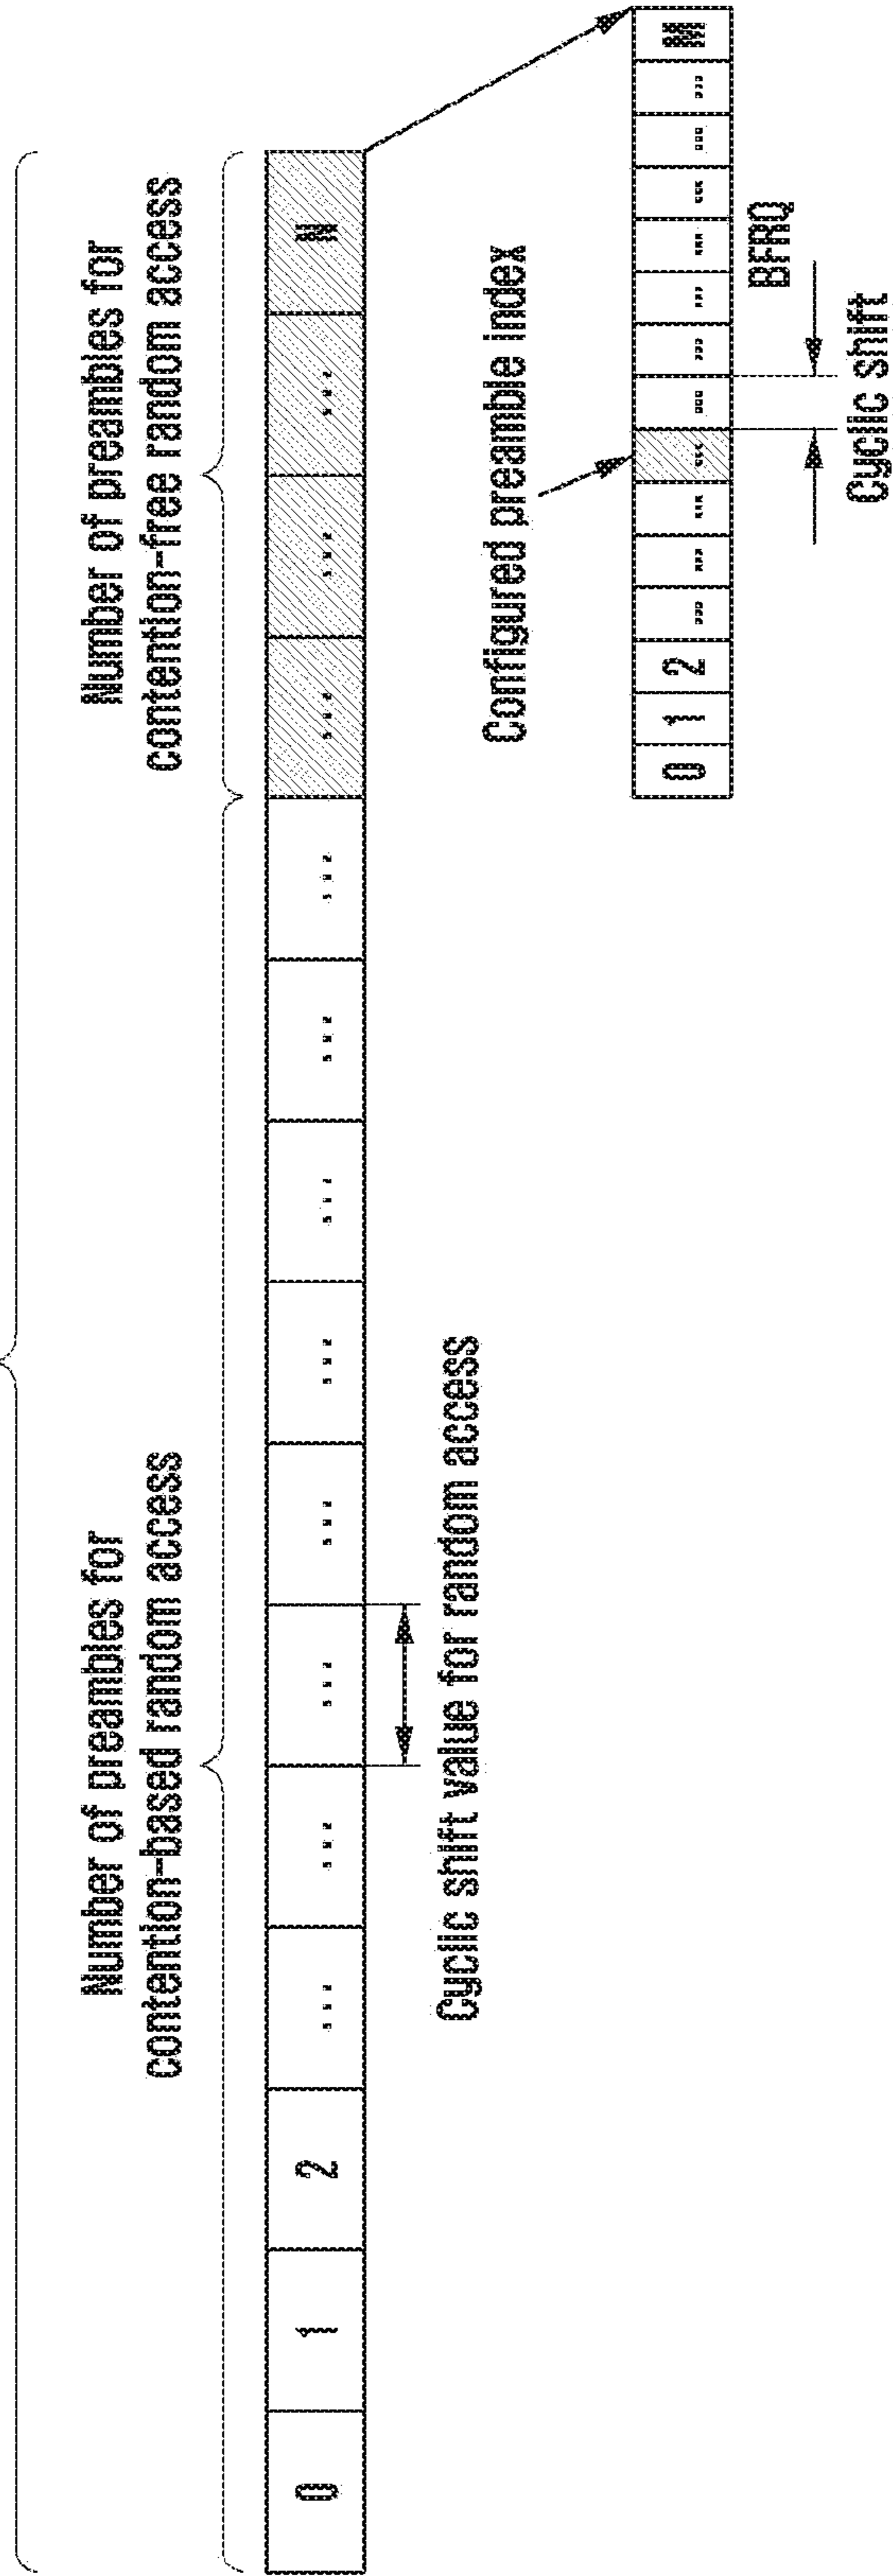 Number of preambles for
contention-based random access
Number of preambles for
contention-free random access
0 1 2 ... ... ... ... ... ... ... ... ... ... ... N
Cyclic shift value for random access
Configured preamble index
0 1 2 ... ... ... ... ... ... ... ... ... ... ... M
BFRQ
Cyclic shift